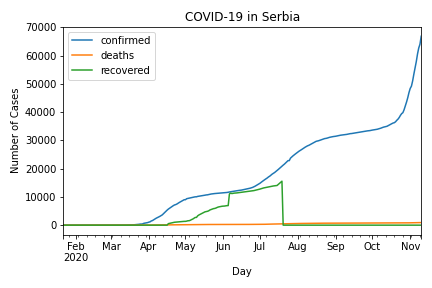 COVID-19 in Serbia
confirmed
deaths
recovered
Number of Cases
70000
60000
50000
40000
30000
20000
10000
0
Feb Mar Apr May Jun Jul Aug Sep Oct Nov
2020
Day